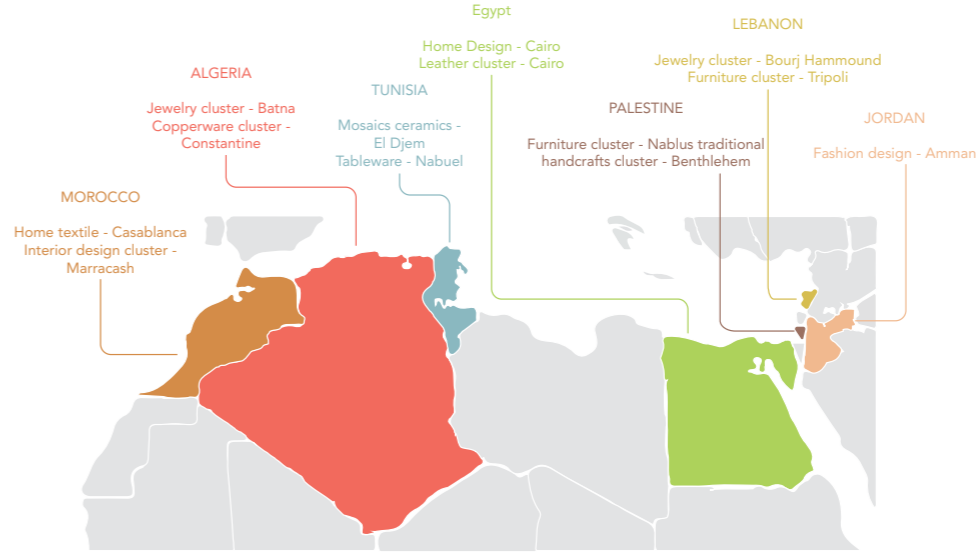 Egypt
Home Design - Cairo
Leather cluster - Cairo
LEBANON
Jewelry cluster - Bourj Hammound
Furniture cluster - Tripoli
ALGERIA
Jewelry cluster - Batna
Copperware cluster -
Constantine
TUNISIA
Mosaics ceramics -
El Djem
Tableware - Nabuel
PALESTINE
Furniture cluster - Nablus traditional
handcrafts cluster - Benthlehem
JORDAN
Fashion design - Amman
MOROCCO
Home textile - Casablanca
Interior design cluster -
Marracash